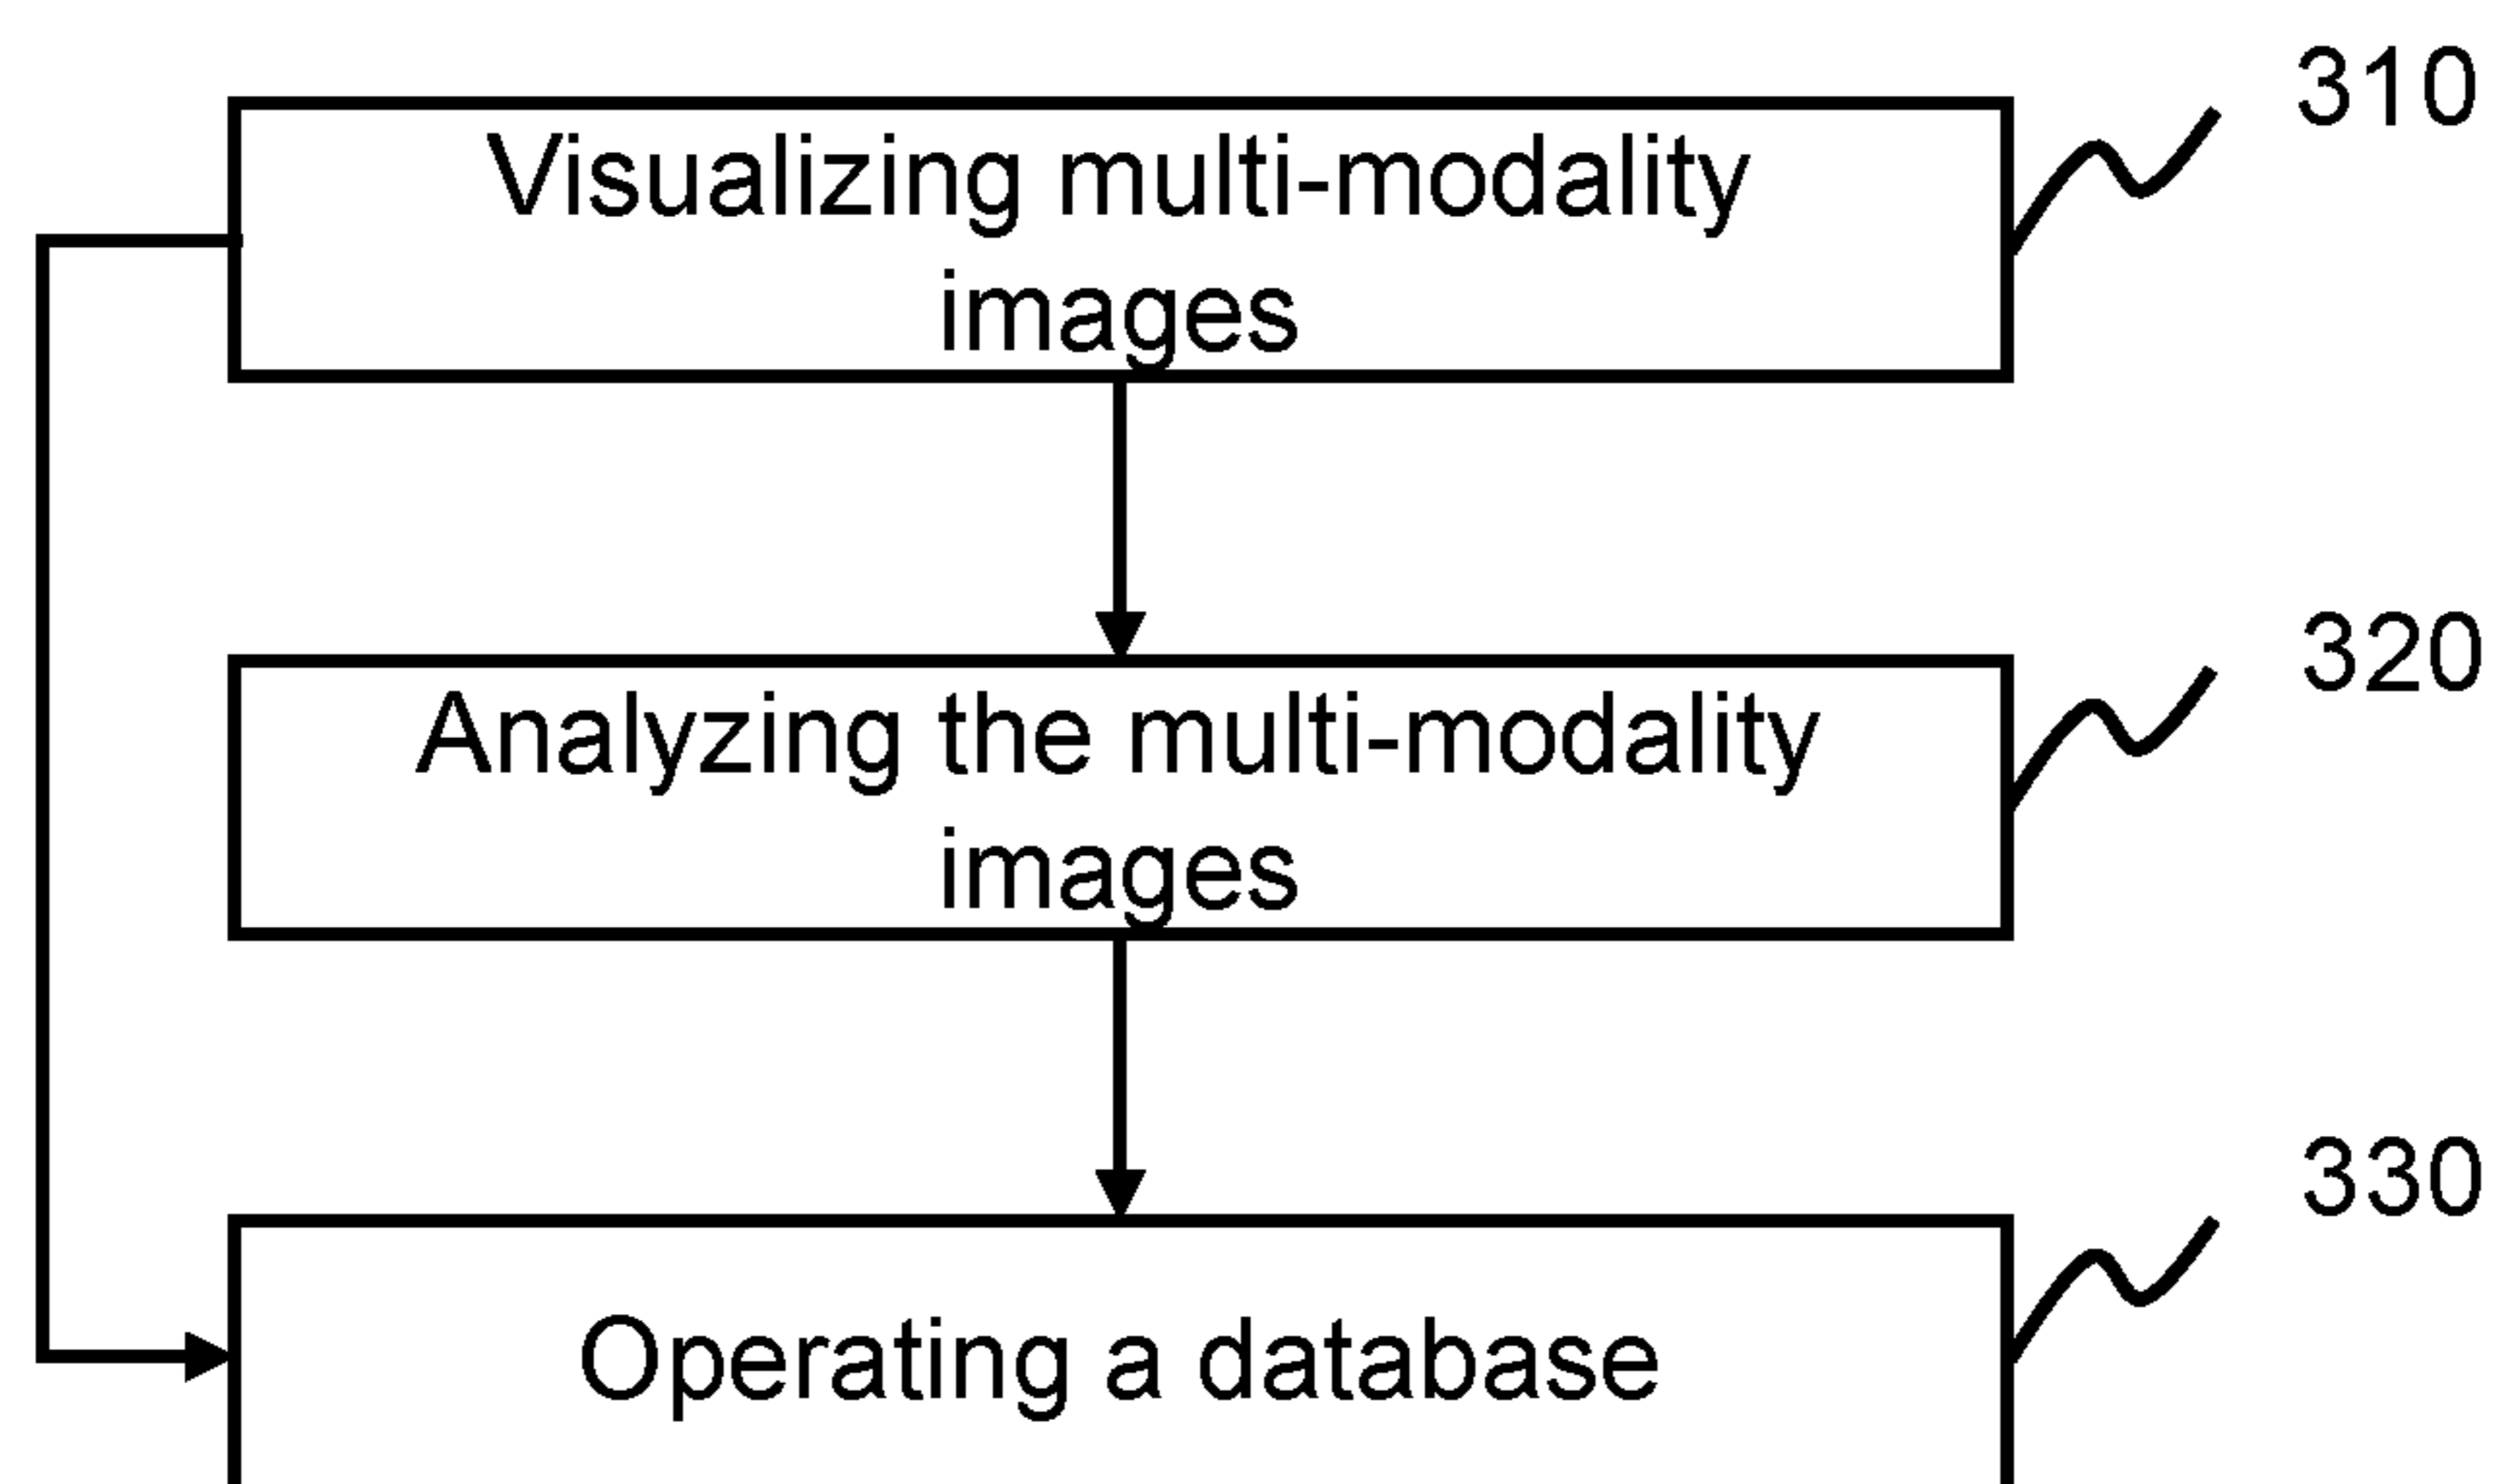 310
Visualizing multi-modality
images
320
Analyzing the multi-modality
images
330
Operating a database